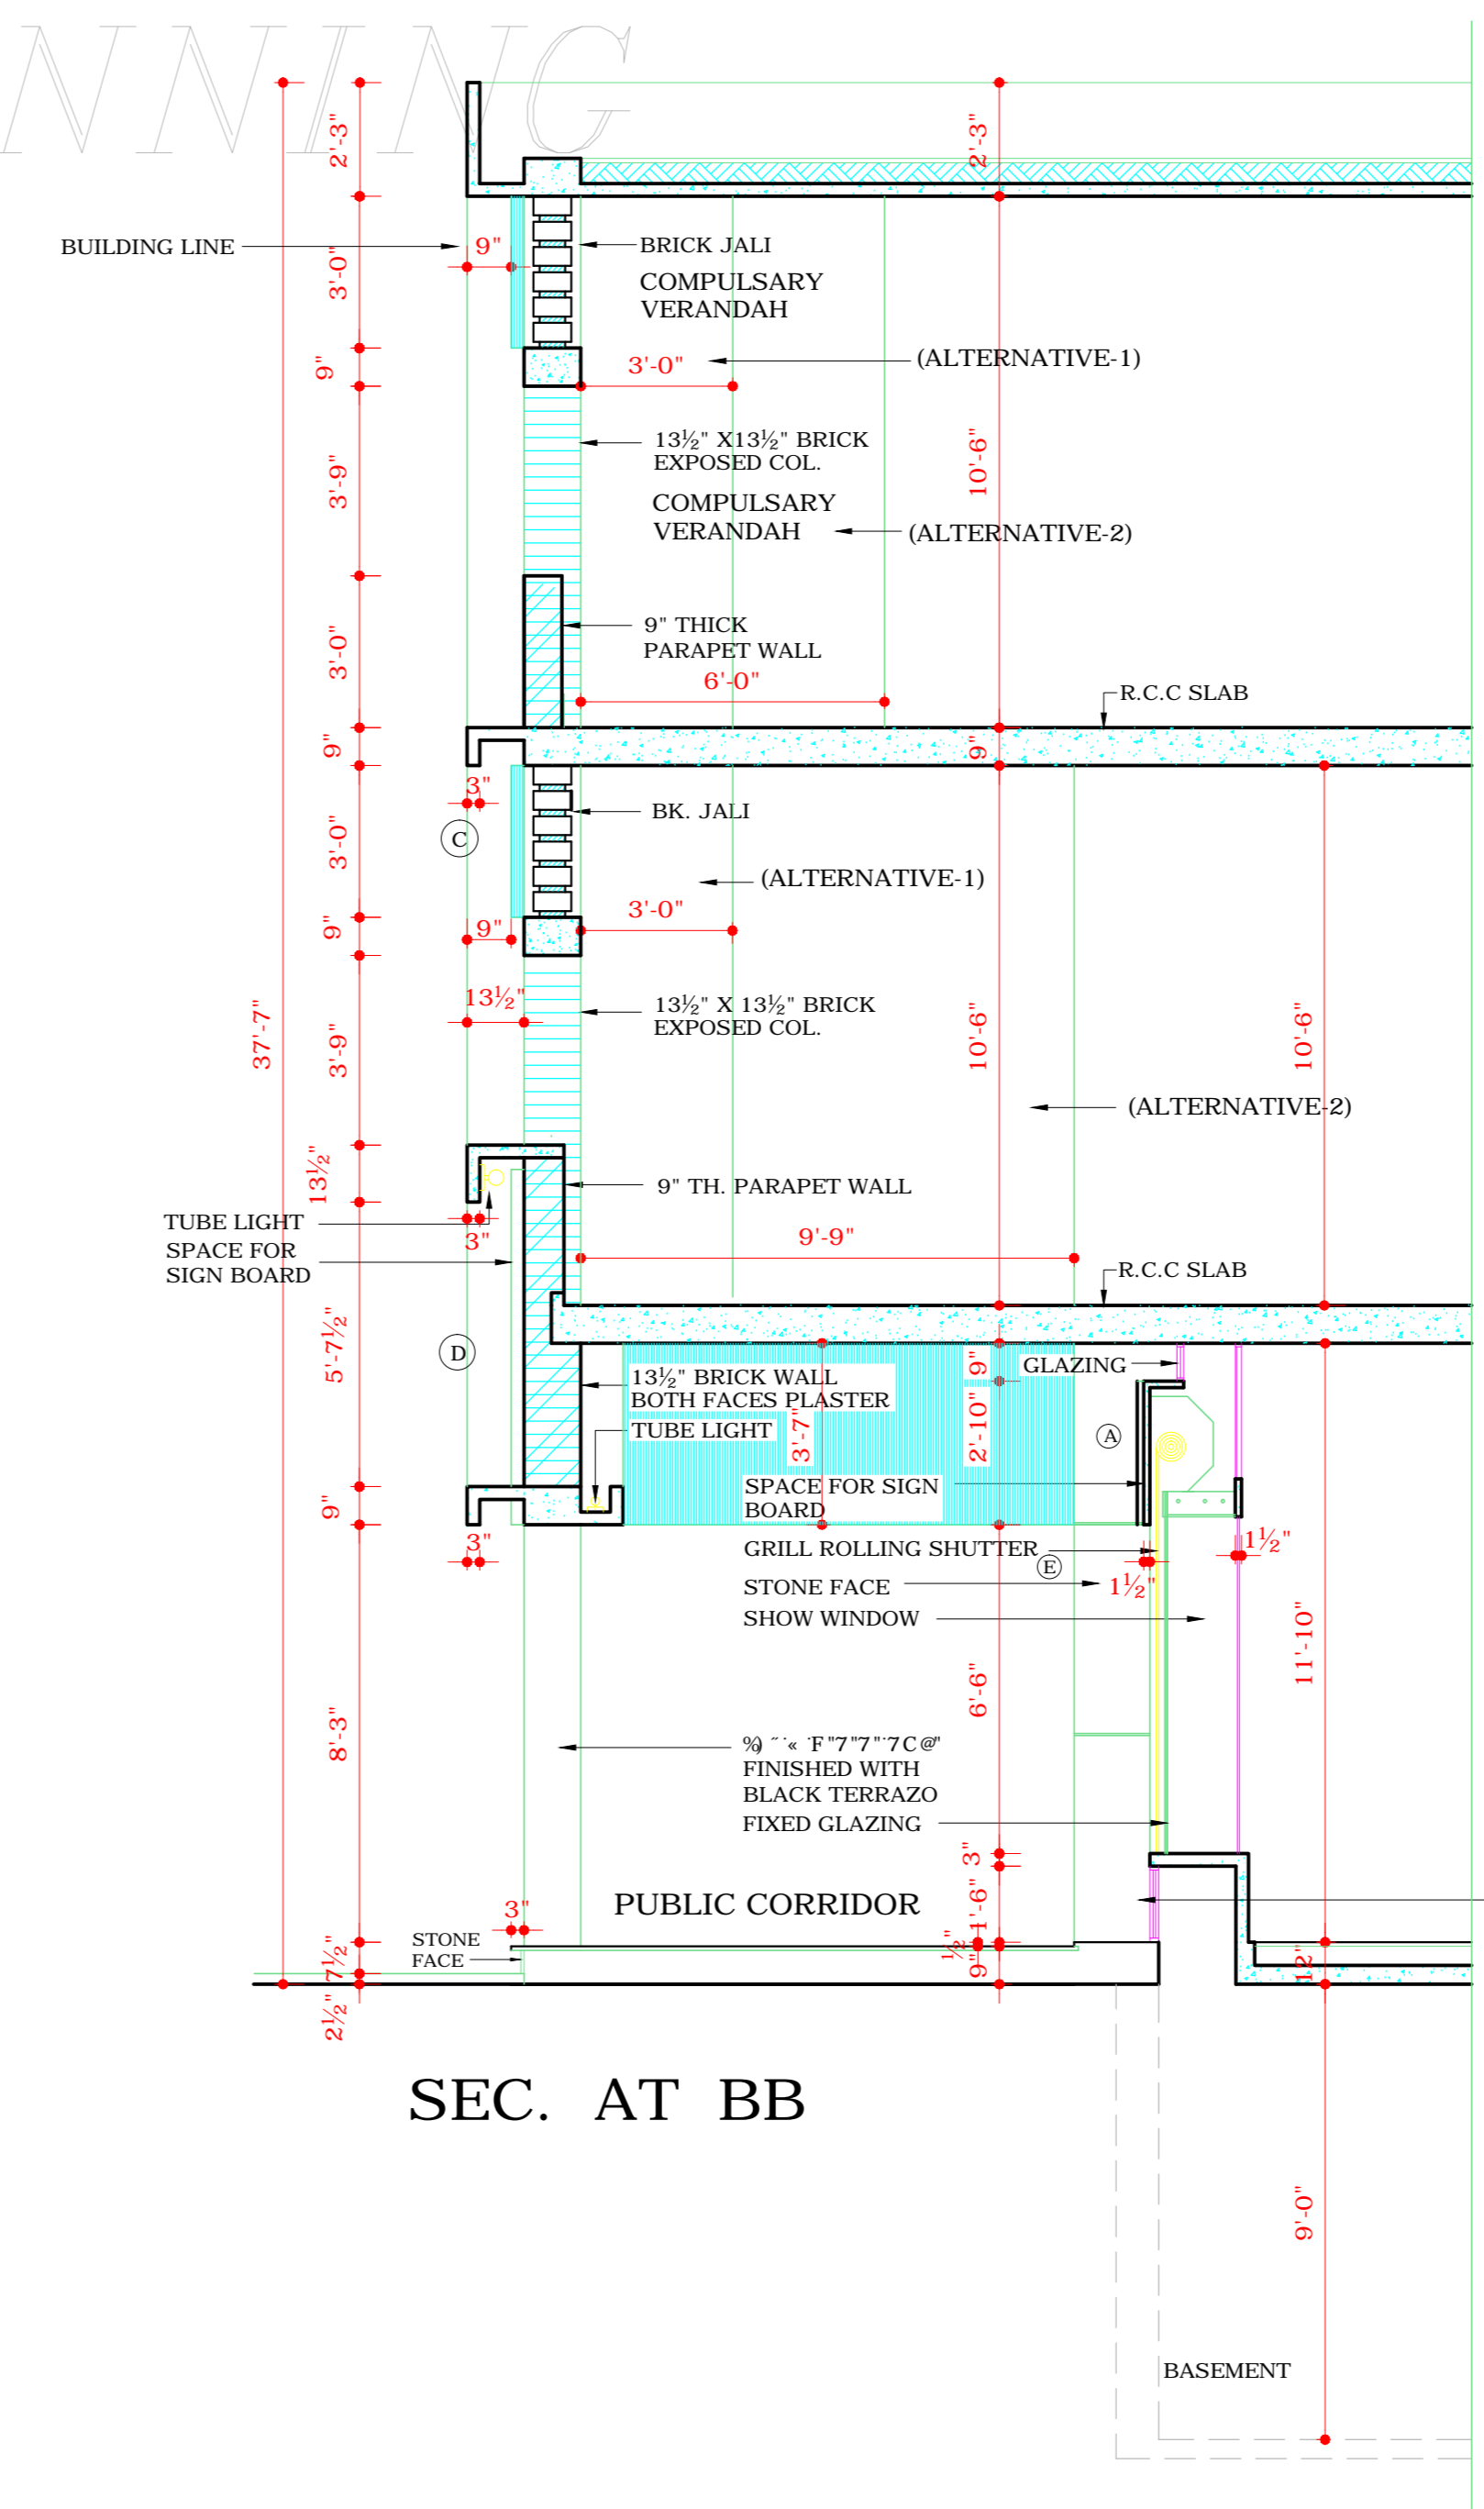 NNING
2'-3"
2'-3"
BUILDING LINE
9"
BRICK JALI
3'-0"
COMPULSARY
VERANDAH
9"
3'-0"
(ALTERNATIVE-1)
13½" X13½" BRICK
EXPOSED COL.
3'-9"
10'-6"
COMPULSARY
VERANDAH
(ALTERNATIVE-2)
3'-0"
9" THICK
PARAPET WALL
6'-0"
R.C.C SLAB
9"
9"
3"
BK. JALI
C
3'-0"
(ALTERNATIVE-1)
3'-0"
9"
9"
13½"
13½" X 13½" BRICK
EXPOSED COL.
37'-7"
3'-9"
10'-6"
10'-6"
(ALTERNATIVE-2)
13½"
9" TH. PARAPET WALL
TUBE LIGHT
3"
SPACE FOR
SIGN BOARD
9'-9"
R.C.C SLAB
5'-7½"
D
9"
GLAZING
13½" BRICK WALL
BOTH FACES PLASTER
TUBE LIGHT
3'-7"
2'-10"
A
SPACE FOR SIGN
BOARD
9"
3"
GRILL ROLLING SHUTTER
E
1½"
1½"
STONE FACE
SHOW WINDOW
11'-10"
6'-6"
8'-3"
FINISHED WITH
BLACK TERRAZO
FIXED GLAZING
3"
PUBLIC CORRIDOR
1'-6"
3"
STONE
FACE
½"
7½"
9"
12"
2½"
SEC. AT BB
9'-0"
BASEMENT